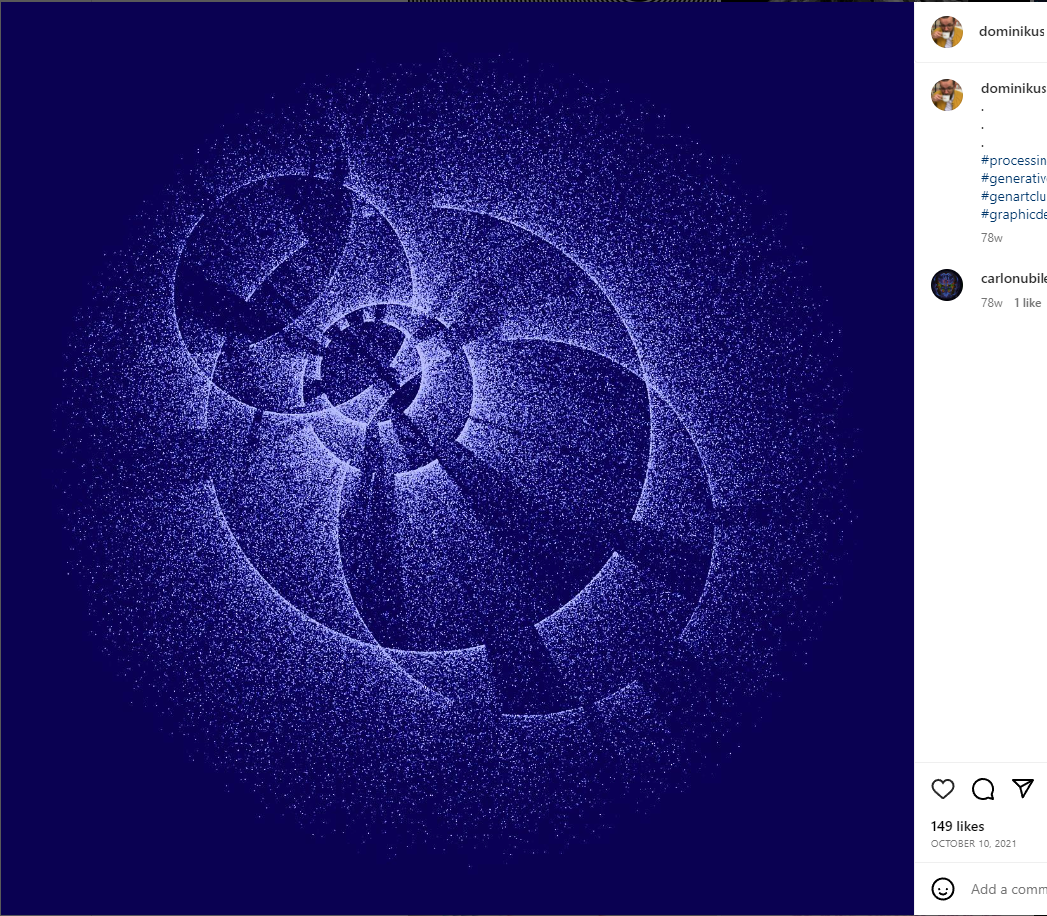 dominikus
dominikus
.
.
.
#processin
#generativ
#genartclu
#graphicde
78w
carlonubile
78w 1 like
149 likes
OCTOBER 10, 2021
Add a comm